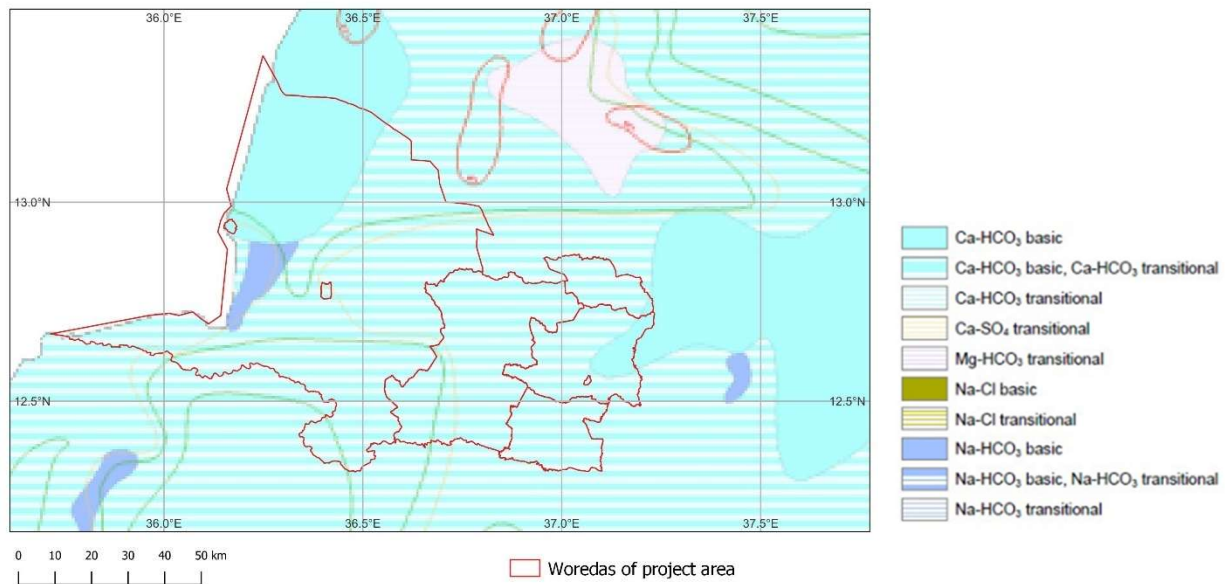 36.0°E 36.5°E 37.0°E 37.5°E
13.0°N 13.0°N
12.5°N 12.5°N
36.0°E 36.5°E 37.0°E 37.5°E
Ca-HCO₃ basic
Ca-HCO₃ basic, Ca-HCO₃ transitional
Ca-HCO₃ transitional
Ca-SO₄ transitional
Mg-HCO₃ transitional
Na-Cl basic
Na-Cl transitional
Na-HCO₃ basic
Na-HCO₃ basic, Na-HCO₃ transitional
Na-HCO₃ transitional
0 10 20 30 40 50 km
Woredas of project area